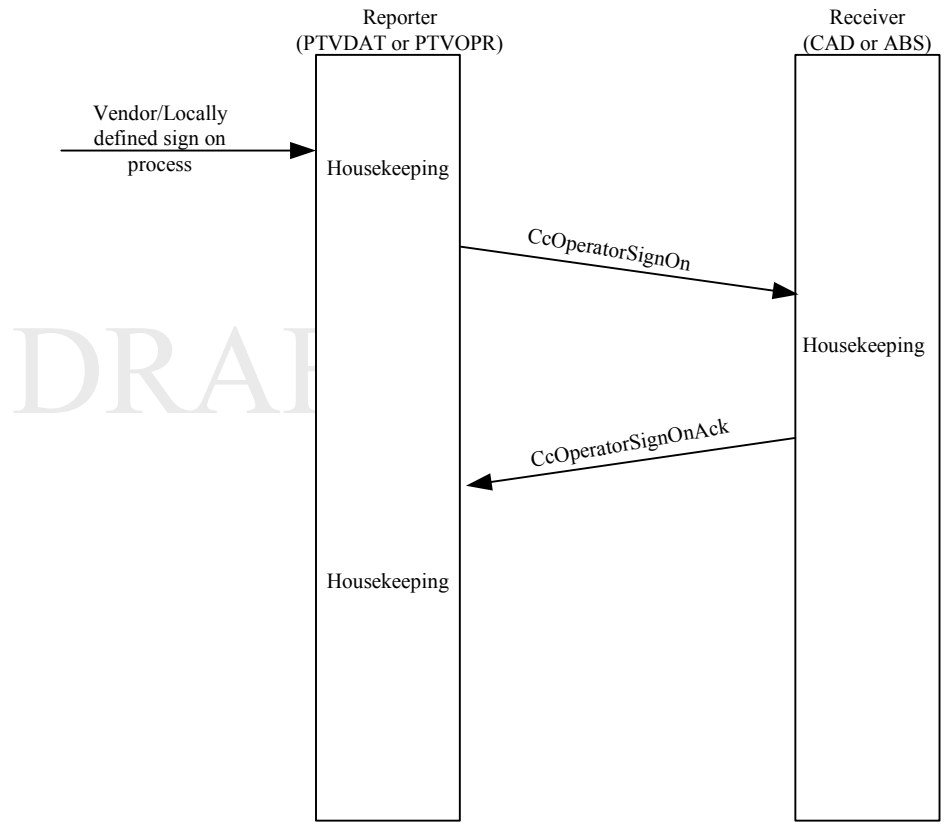 Reporter
(PTVDAT or PTVOPR)
Receiver
(CAD or ABS)
Vendor/Locally
defined sign on
process
Housekeeping
CcOperatorSignOn
Housekeeping
DRAF
CcOperatorSignOnAck
Housekeeping